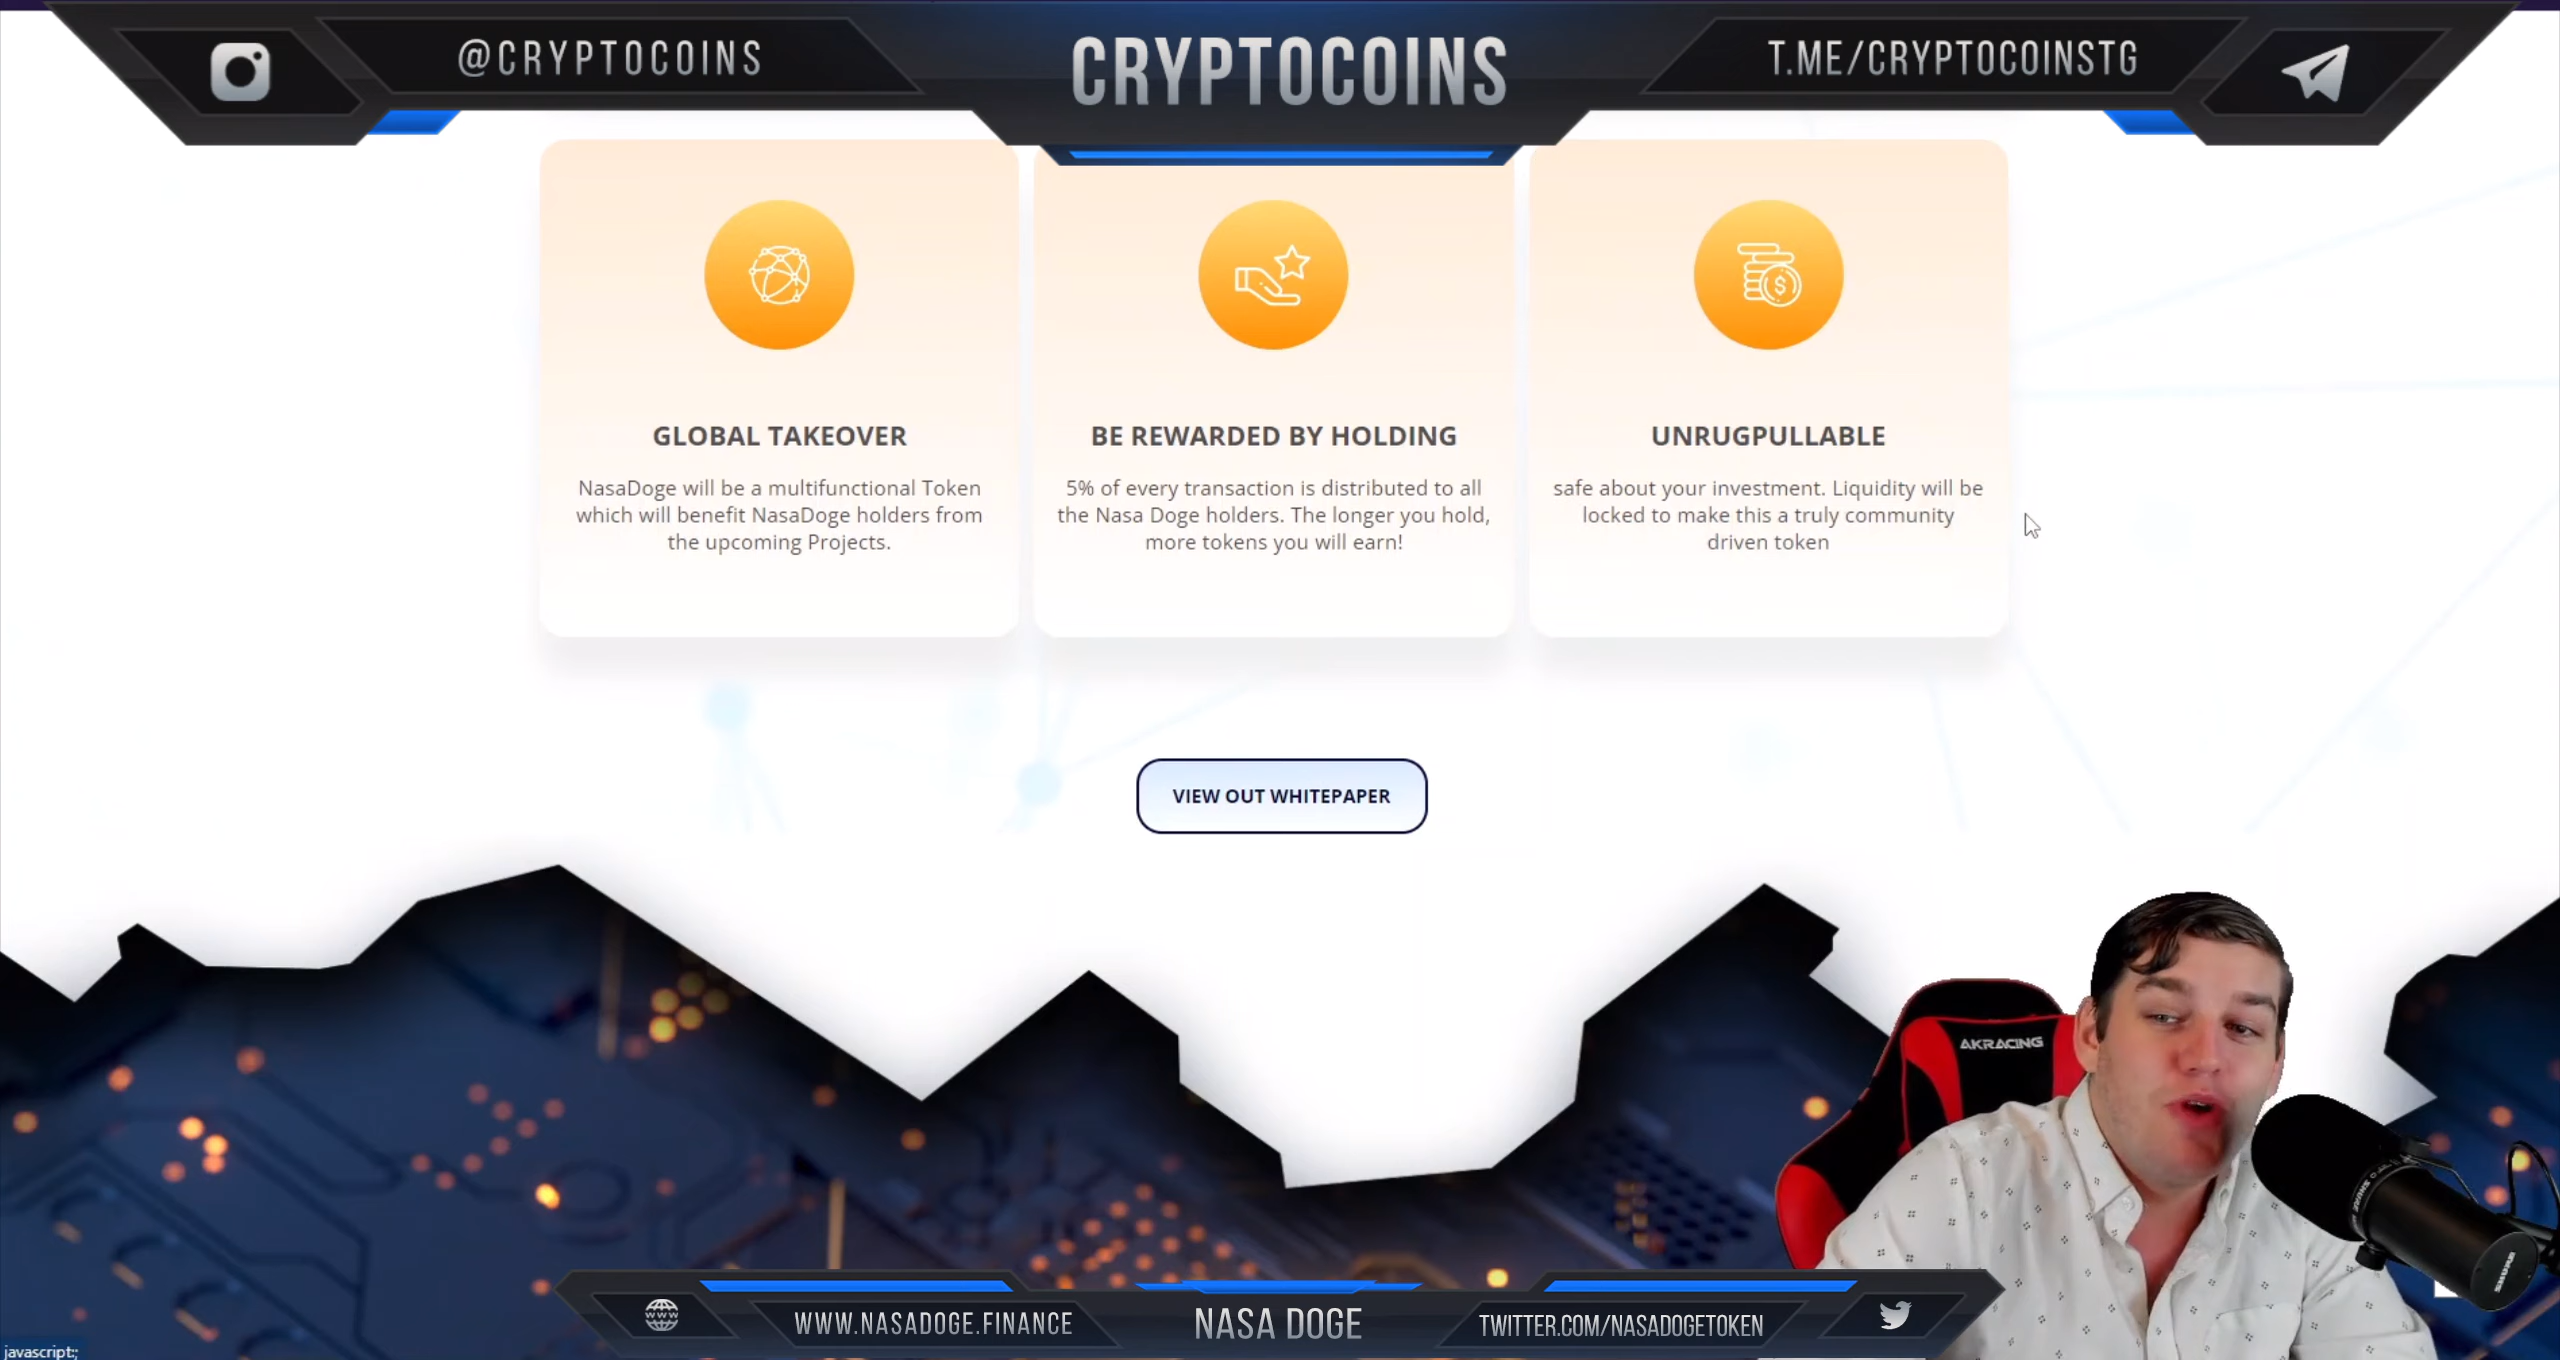 @CRYPTOCOINS
CRYPTOCOINS
T.ME/CRYPTOCOINSTG
GLOBAL TAKEOVER
NasaDoge will be a multifunctional Token
which will benefit NasaDoge holders from
the upcoming Projects.
BE REWARDED BY HOLDING
5% of every transaction is distributed to all
the Nasa Doge holders. The longer you hold,
more tokens you will earn!
UNRUGPULLABLE
safe about your investment. Liquidity will be
locked to make this a truly community
driven token
VIEW OUT WHITEPAPER
AKRACING
SHURE
SHURE
WWW
WWW.NASADOGE.FINANCE
NASA DOGE
TWITTER.COM/NASADOGETOKEN
javascript:;